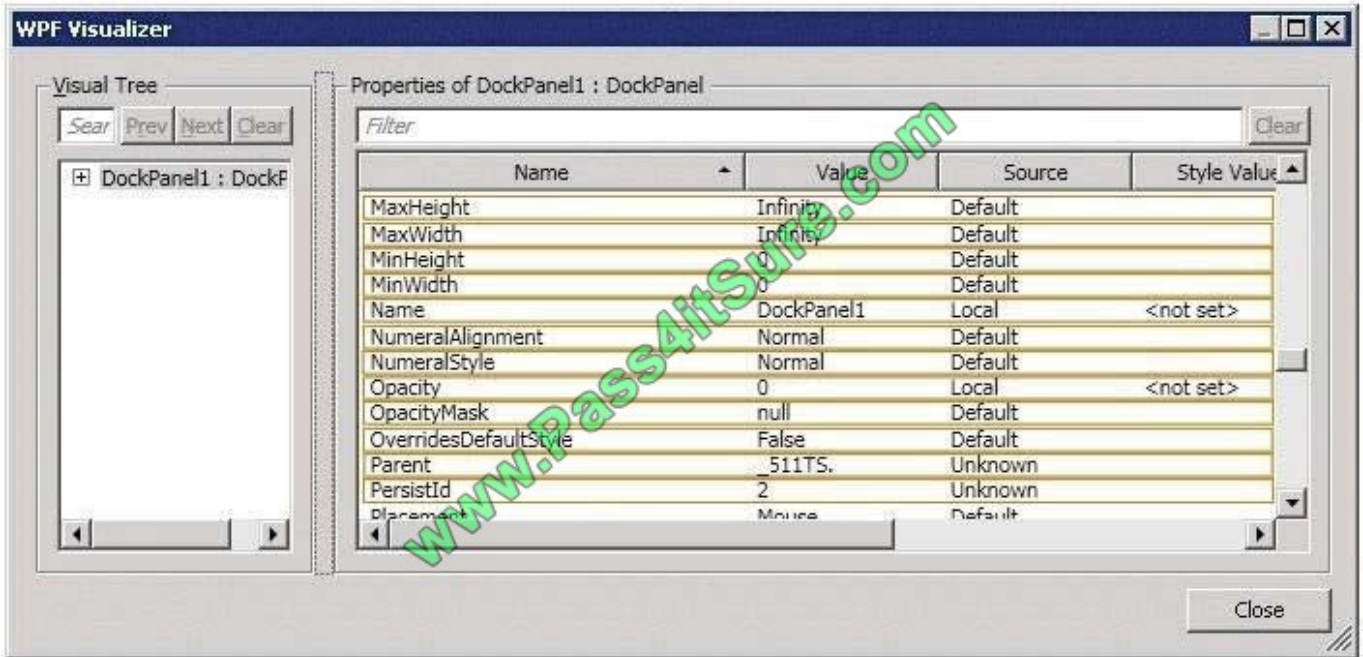 WPF Visualizer
Visual Tree
Sear Prev Next Clear
DockPanel1 : DockP
Properties of DockPanel1 : DockPanel
Filter Clear
Name Value Source Style Value
MaxHeight Infinity Default
MaxWidth Infinity Default
MinHeight 0 Default
MinWidth 0 Default
Name DockPanel1 Local <not set>
NumeralAlignment Normal Default
NumeralStyle Normal Default
Opacity 0 Local <not set>
OpacityMask null Default
OverridesDefaultStyle False Default
Parent _511TS. Unknown
PersistId 2 Unknown
Placement Mouse Default
Close
www.Pass4itSure.com